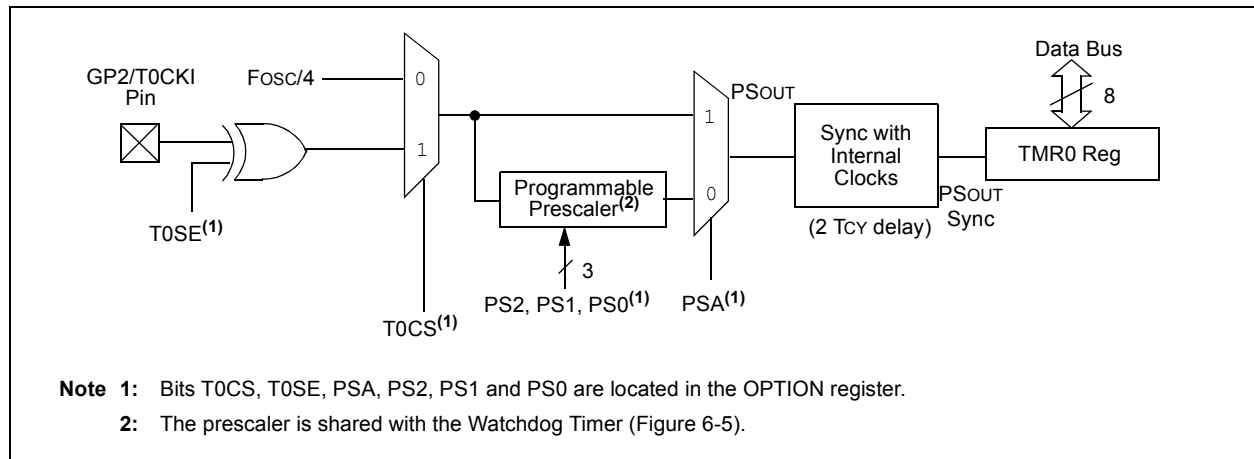 Data Bus
GP2/T0CKI
Pin
FOSC/4
0
1
T0SE(1)
T0CS(1)
Programmable
Prescaler(2)
3
PS2, PS1, PS0(1)
1
0
PSA(1)
PSOUT
Sync with
Internal
Clocks
(2 TCY delay)
PSOUT
Sync
8
TMR0 Reg
Note 1: Bits T0CS, T0SE, PSA, PS2, PS1 and PS0 are located in the OPTION register.
2: The prescaler is shared with the Watchdog Timer (Figure 6-5).